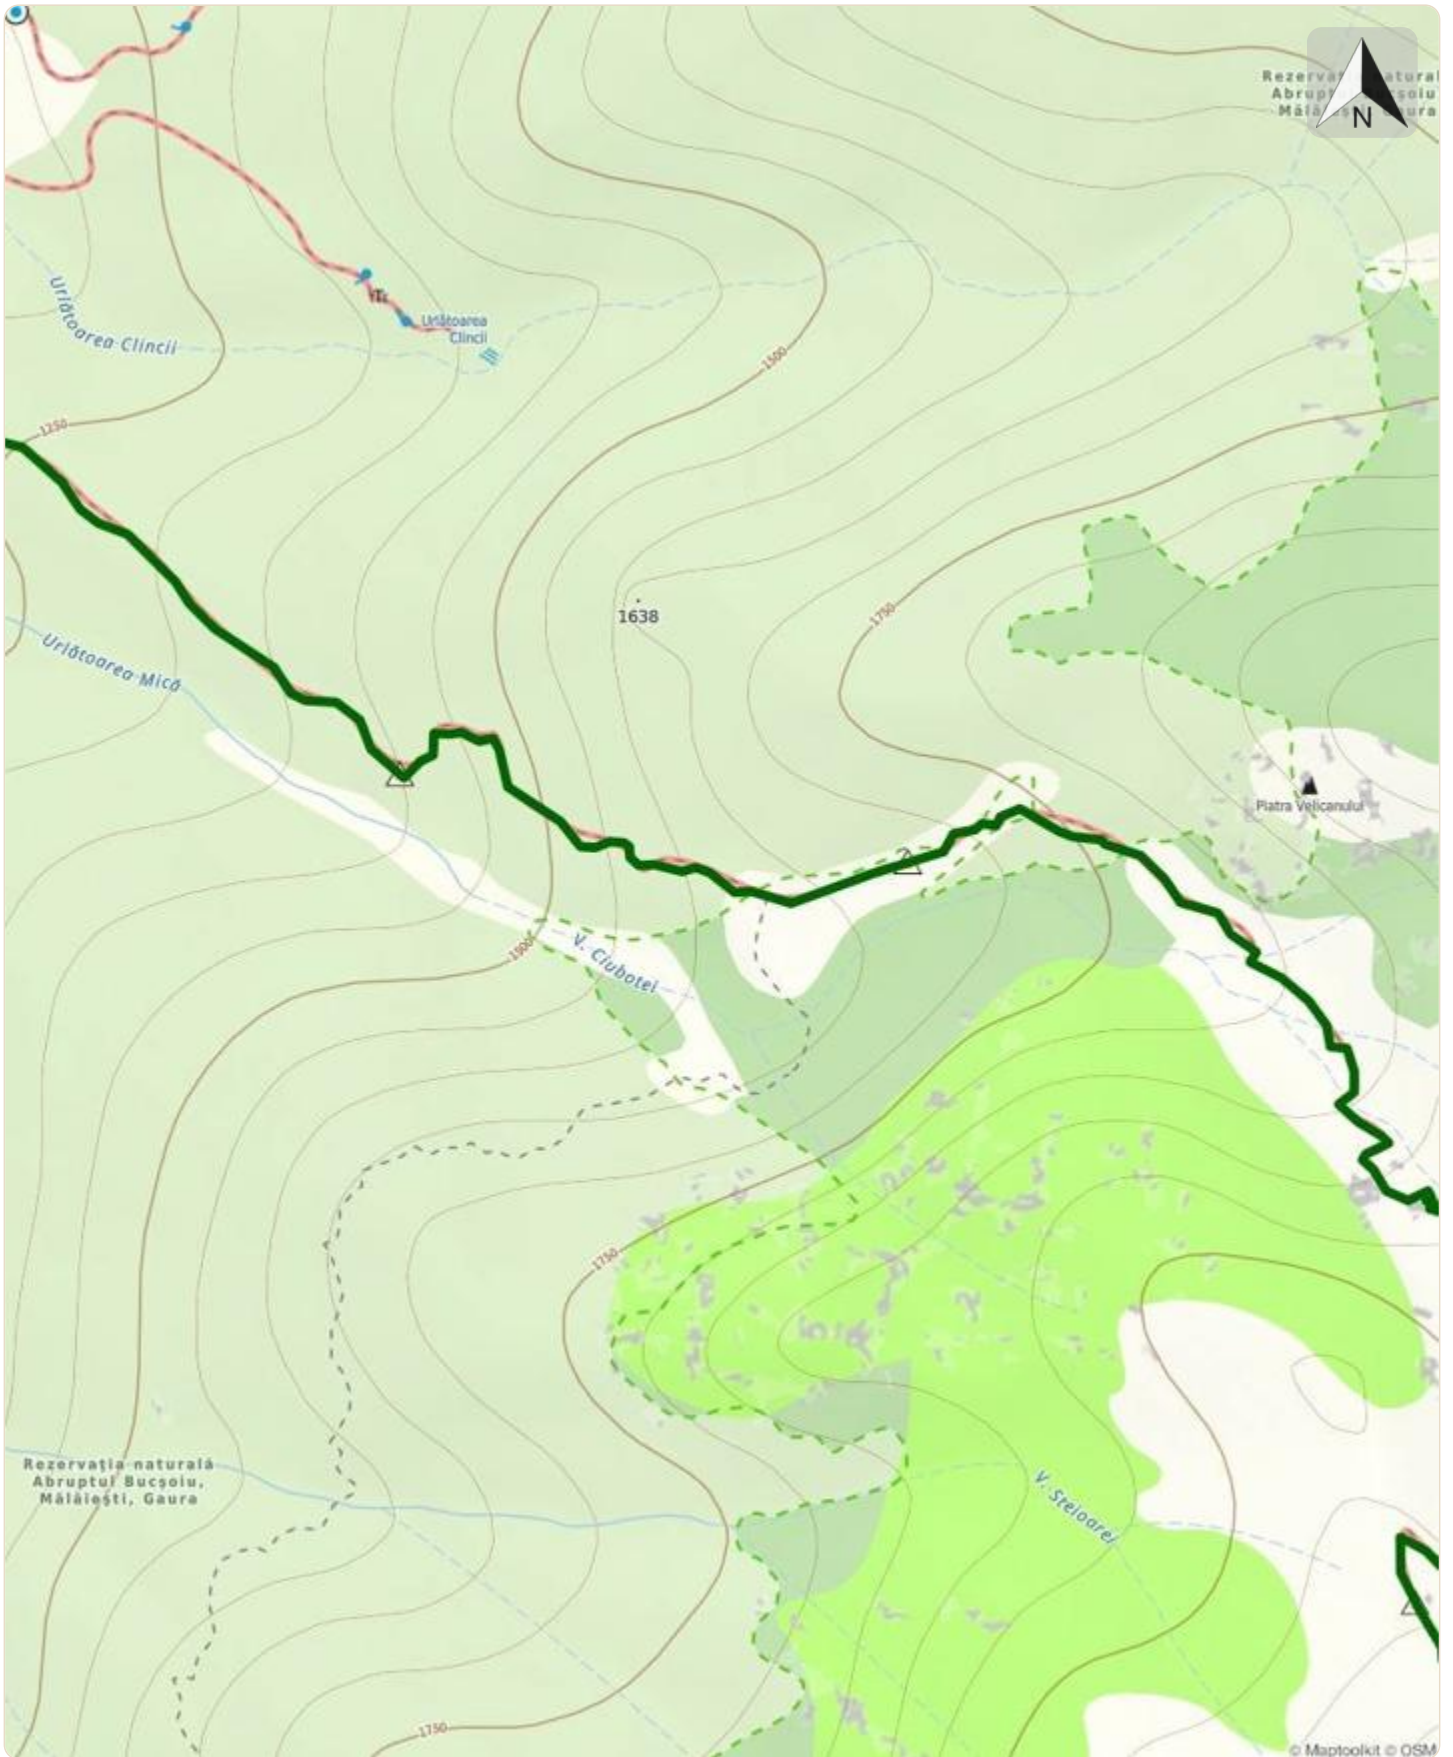 N
Rezervația naturală
Abruptul Bucșoiu,
Mălăiești, Gaura
Urlătoarea Clincii
Urlătoarea
Clincii
1500
1250
1638
1750
Urlătoarea Mică
Piatra Velicanului
1500
V. Ciubotei
1750
Rezervația naturală
Abruptul Bucșoiu,
Mălăiești, Gaura
V. Steioarei
1750
© Maptoolkit © OSM